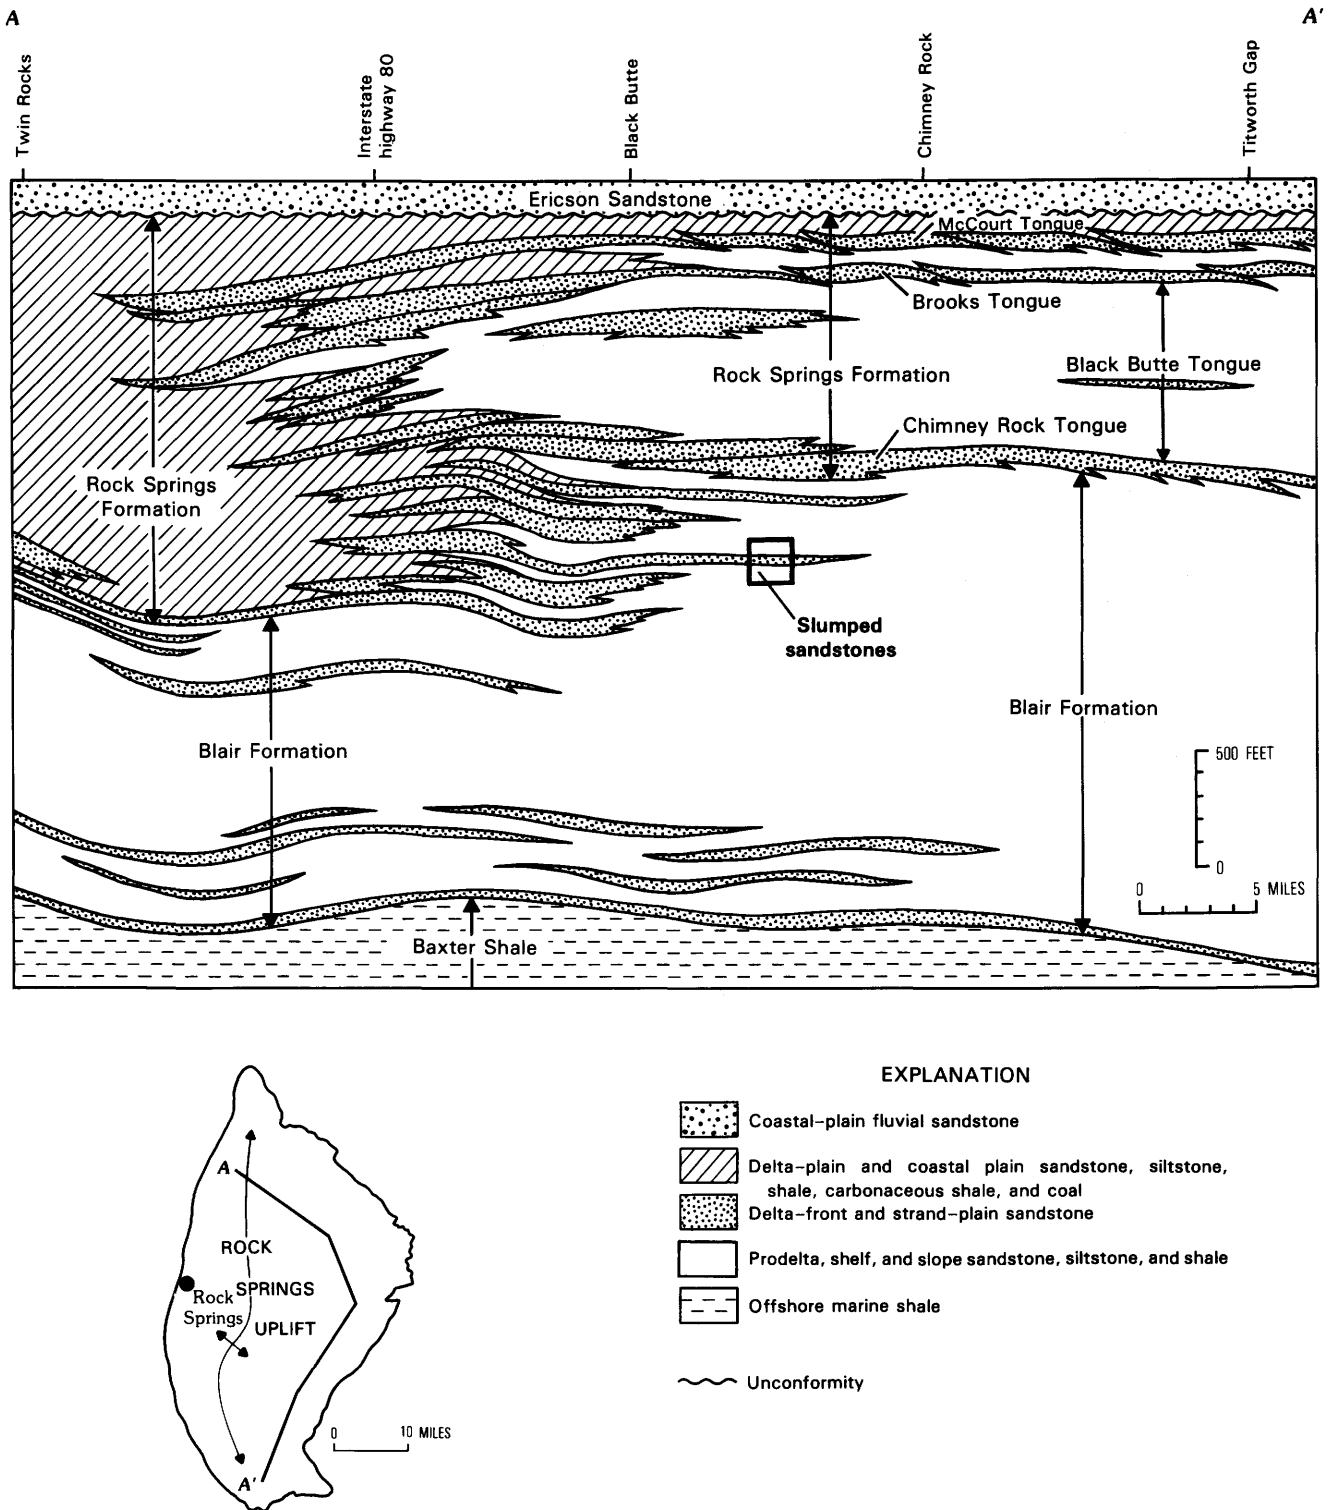 A
A'
Twin Rocks
Interstate
highway 80
Black Butte
Chimney Rock
Titworth Gap
Ericson Sandstone
McCourt Tongue
Brooks Tongue
Black Butte Tongue
Rock Springs Formation
Chimney Rock Tongue
Rock Springs
Formation
Slumped
sandstones
Blair Formation
Blair Formation
500 FEET
0
0 5 MILES
Baxter Shale
A
ROCK
SPRINGS
UPLIFT
Rock
Springs
0 10 MILES
A'
EXPLANATION
Coastal-plain fluvial sandstone
Delta-plain and coastal plain sandstone, siltstone,
shale, carbonaceous shale, and coal
Delta-front and strand-plain sandstone
Prodelta, shelf, and slope sandstone, siltstone, and shale
Offshore marine shale
Unconformity